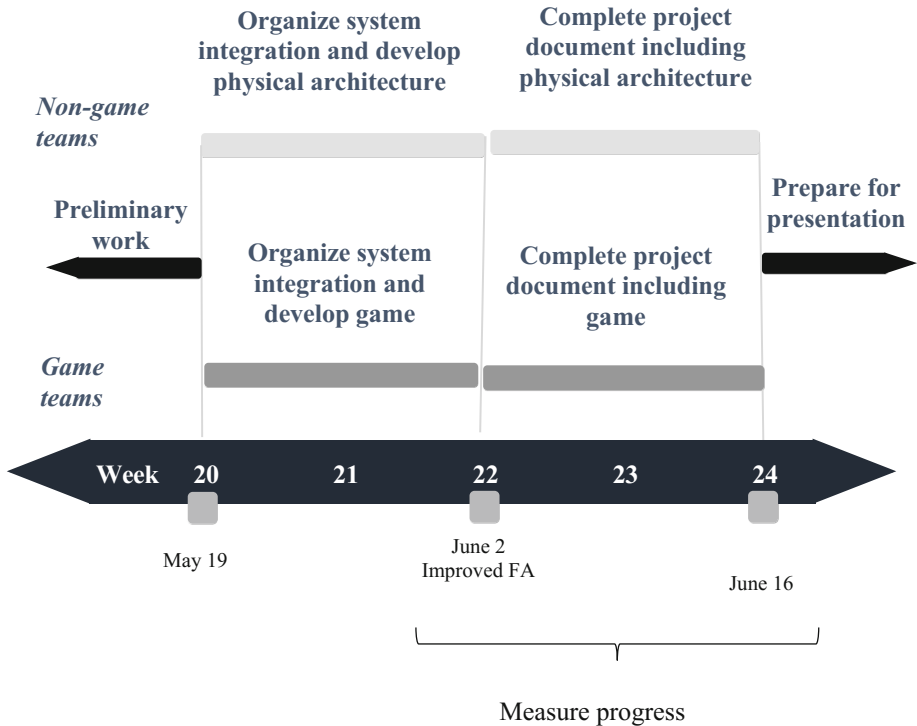 Organize system
integration and develop
physical architecture
Complete project
document including
physical architecture
Non-game
teams
Preliminary
work
Prepare for
presentation
Organize system
integration and
develop game
Complete project
document including
game
Game
teams
Week 20 21 22 23 24
May 19
June 2
Improved FA
June 16
Measure progress